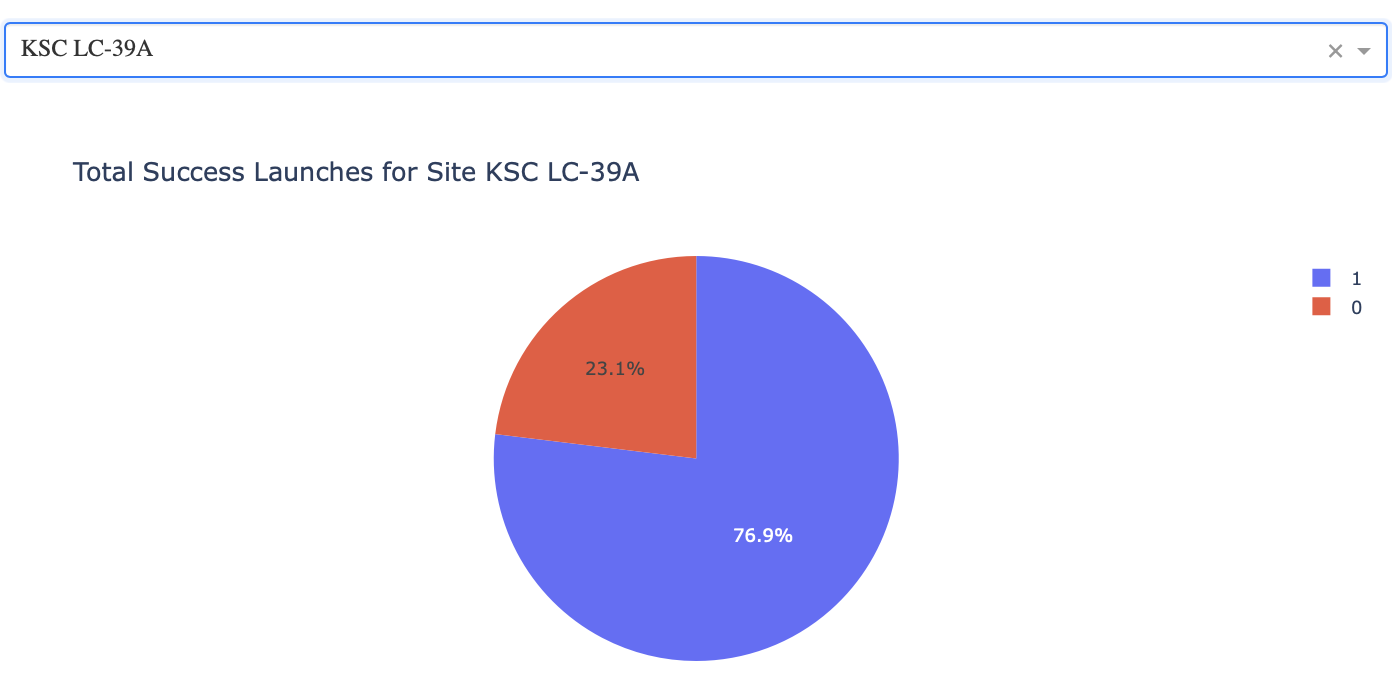 KSC LC-39A
Total Success Launches for Site KSC LC-39A
1
0
23.1%
76.9%